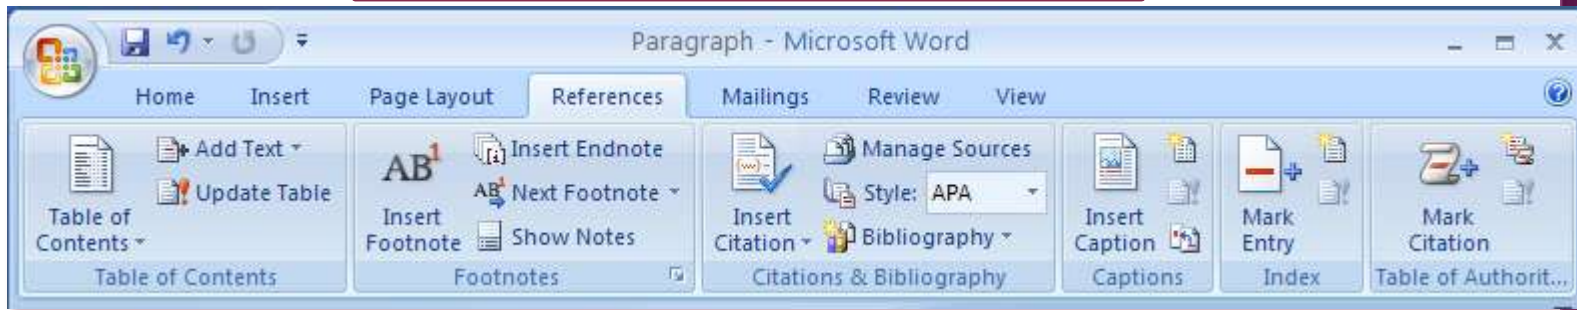 Paragraph - Microsoft Word
Home Insert Page Layout References Mailings Review View
Table of
Contents
Add Text
Update Table
Table of Contents
AB1
Insert
Footnote
Insert Endnote
AB1 Next Footnote
Show Notes
Footnotes
Insert
Citation
Manage Sources
Style: APA
Bibliography
Citations & Bibliography
Insert
Caption
Captions
Mark
Entry
Index
Mark
Citation
Table of Authorit...